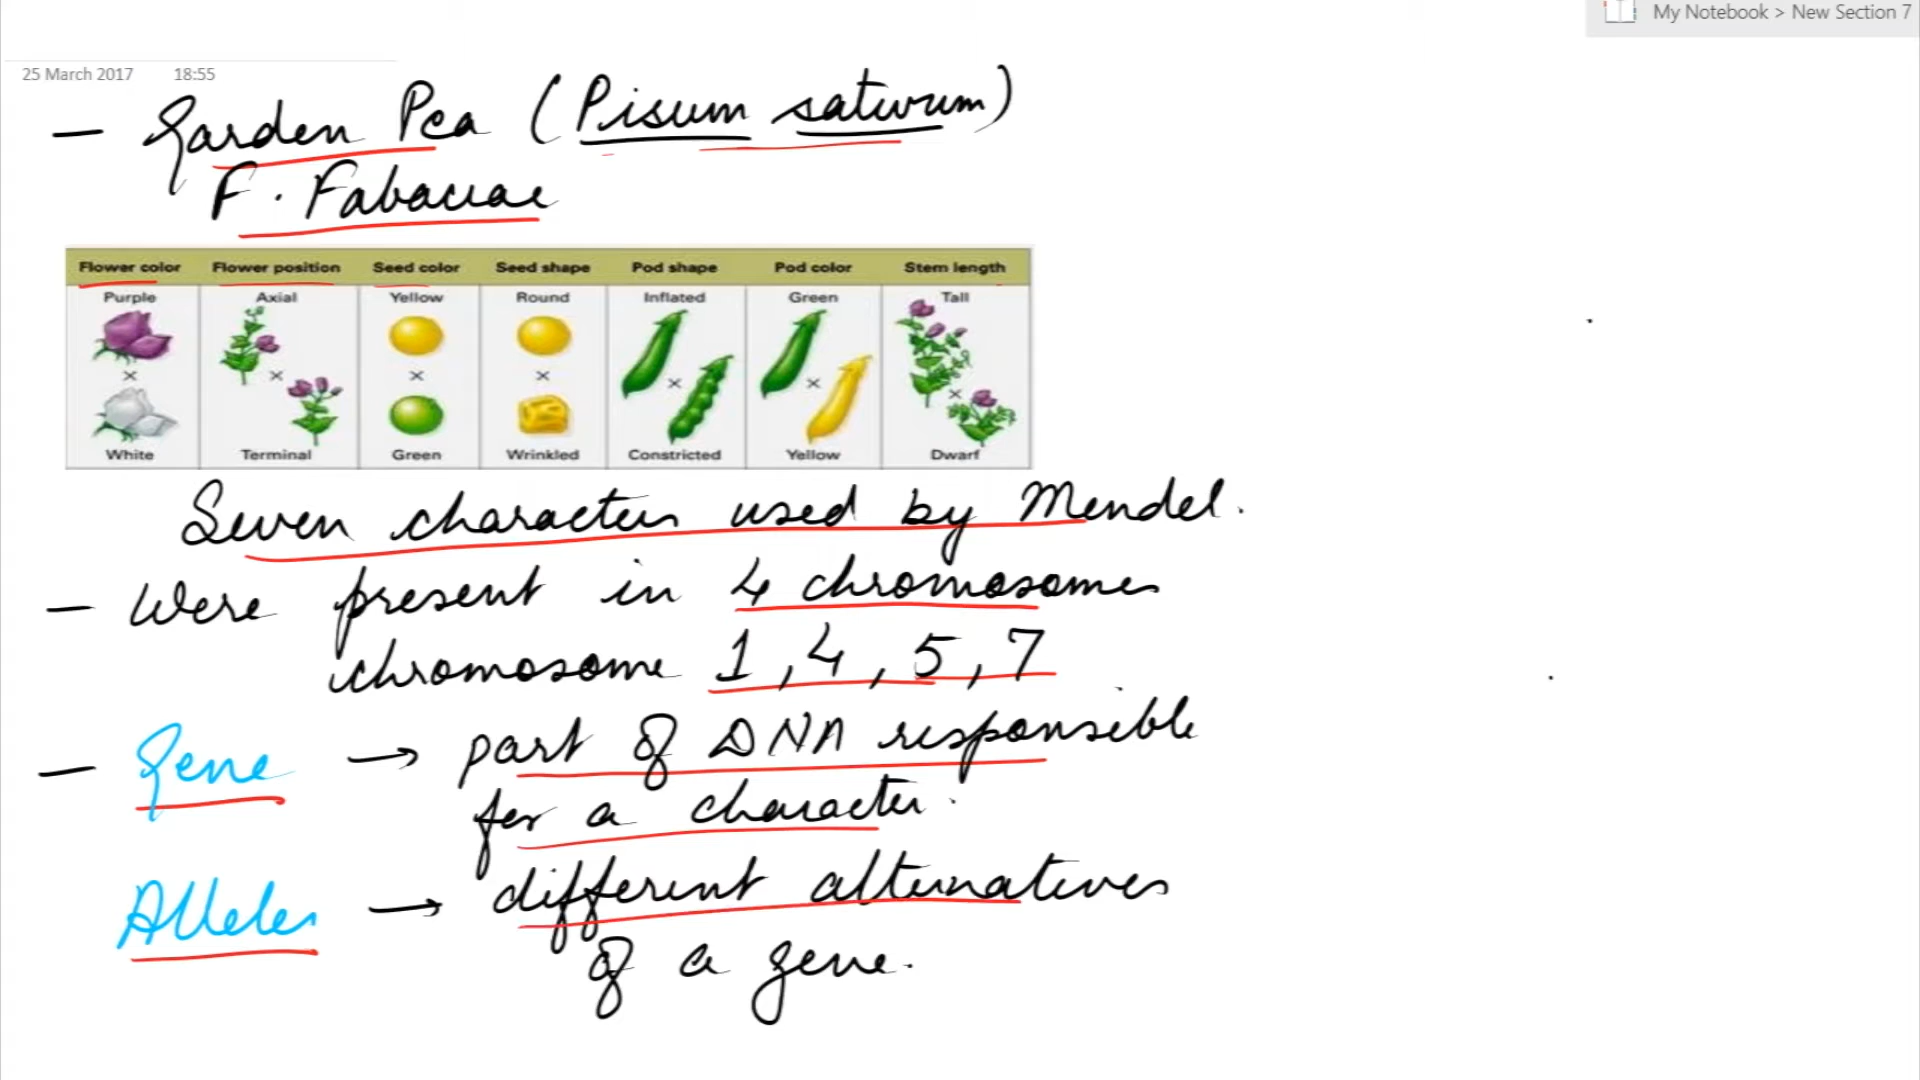 My Notebook > New Section 7
25 March 2017 18:55
- Garden Pea (Pisum sativum)
F. Fabaceae
Flower color Flower position Seed color Seed shape Pod shape Pod color Stem length
Purple Axial Yellow Round Inflated Green Tall
× × × × × × ×
White Terminal Green Wrinkled Constricted Yellow Dwarf
Seven characters used by Mendel.
- Were present in 4 chromosomes
chromosome 1, 4, 5, 7
- Gene → part of DNA responsible
for a character.
Alleles → different alternatives
of a gene.